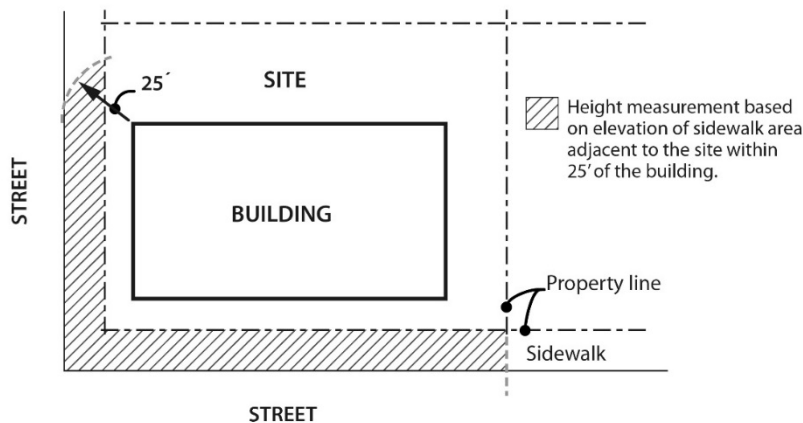 25´
SITE
Height measurement based
on elevation of sidewalk area
adjacent to the site within
25’ of the building.
STREET
BUILDING
Property line
Sidewalk
STREET